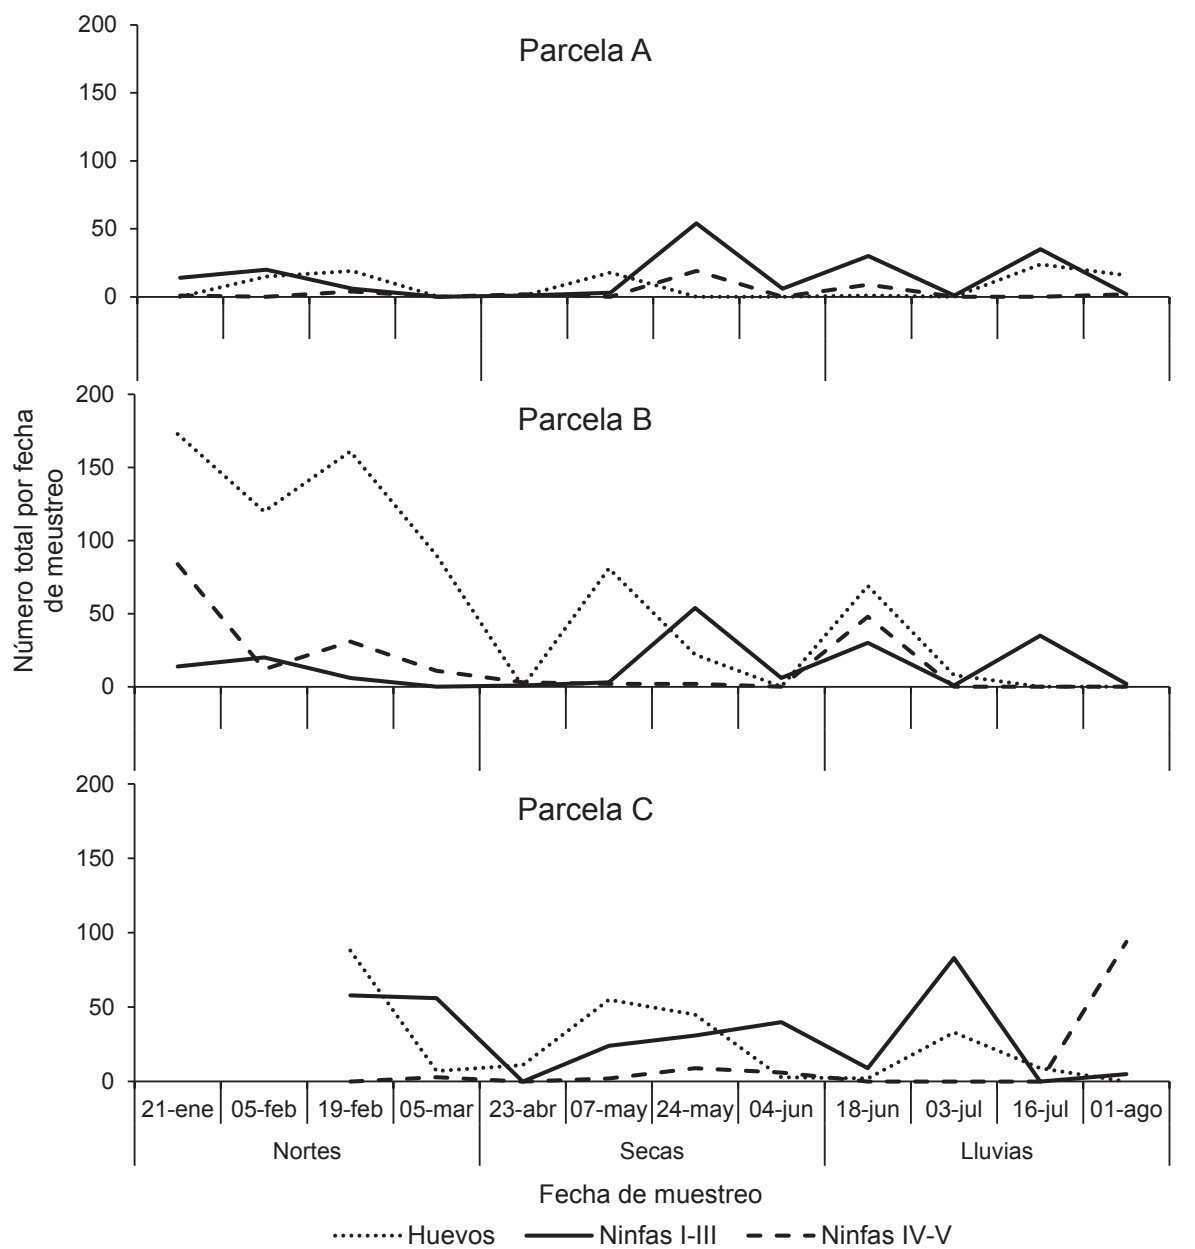 200
Parcela A
150
100
50
0
200
Parcela B
150
100
50
0
Número total por fecha
de meustreo
200
Parcela C
150
100
50
0
21-ene 05-feb 19-feb 05-mar 23-abr 07-may 24-may 04-jun 18-jun 03-jul 16-jul 01-ago
Nortes Secas Lluvias
Fecha de muestreo
Huevos Ninfas I-III Ninfas IV-V